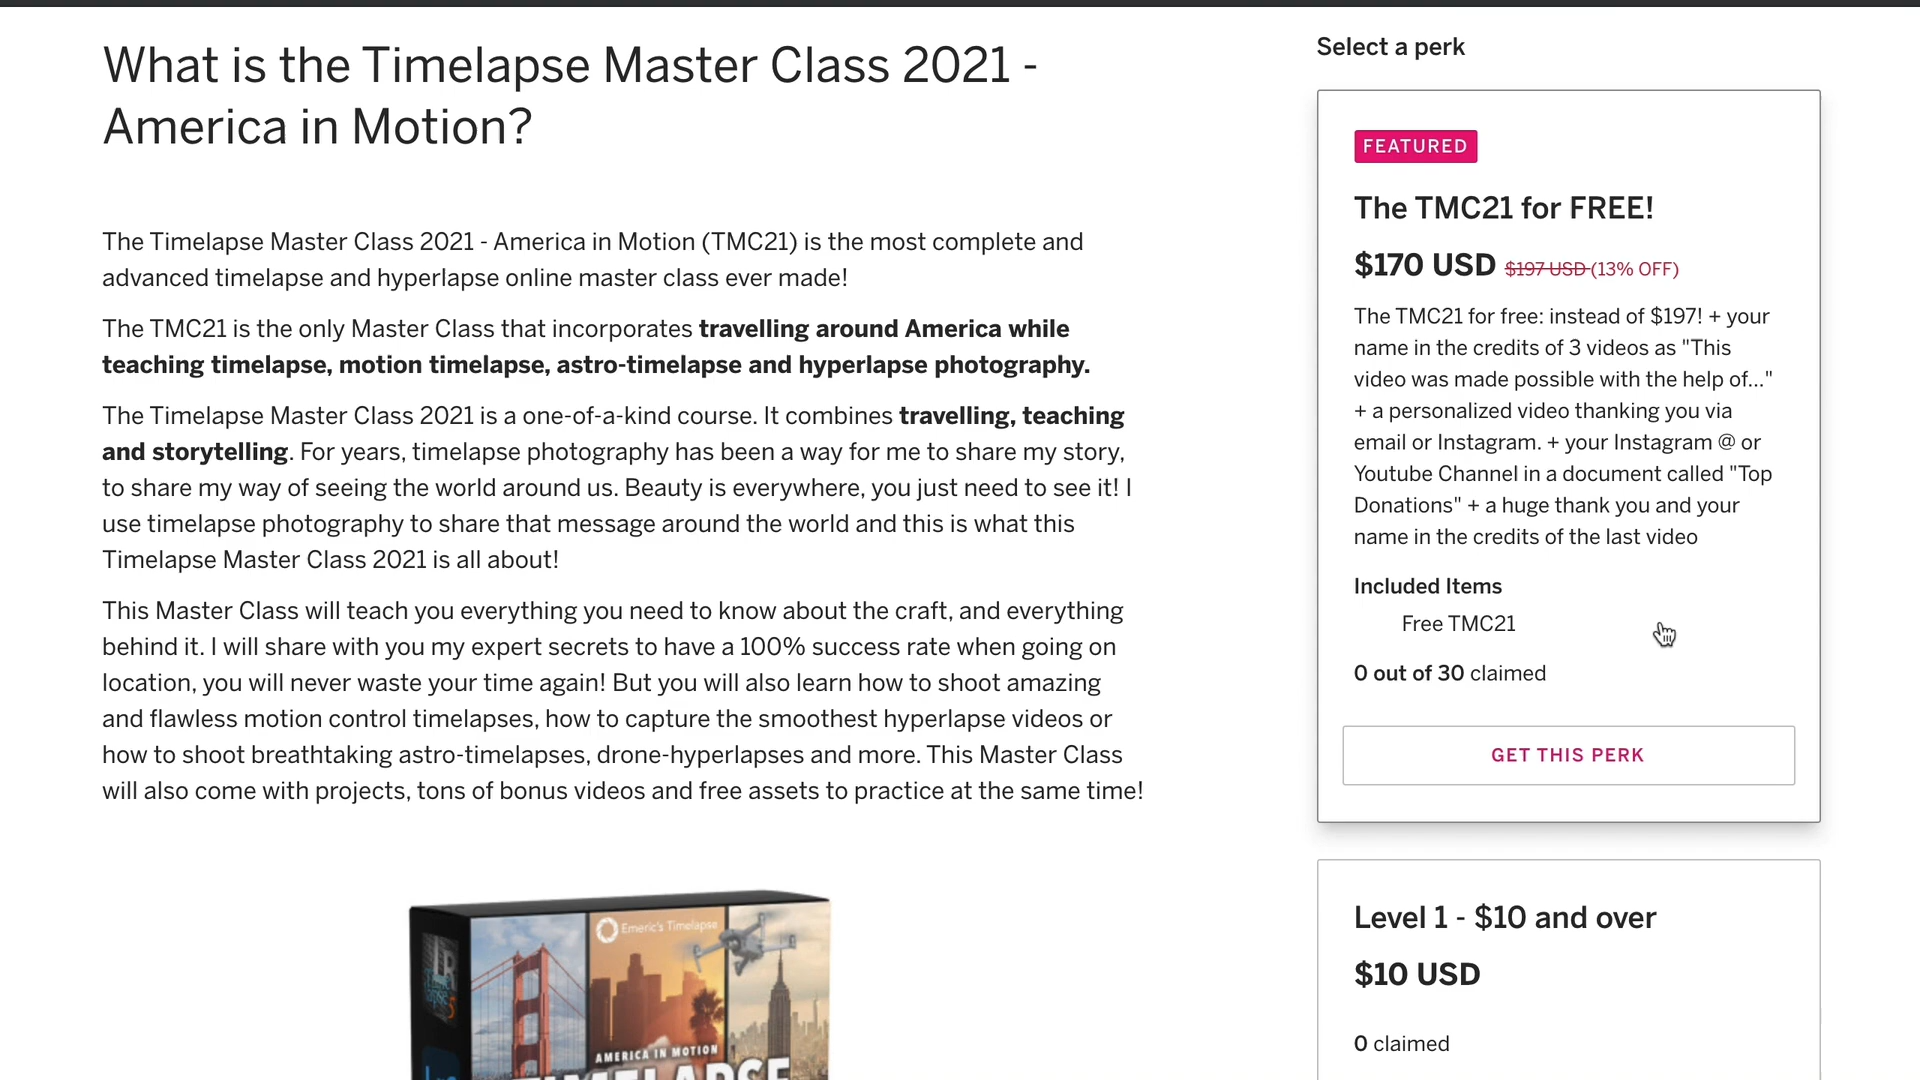 What is the Timelapse Master Class 2021 -
America in Motion?
The Timelapse Master Class 2021 - America in Motion (TMC21) is the most complete and
advanced timelapse and hyperlapse online master class ever made!
The TMC21 is the only Master Class that incorporates travelling around America while
teaching timelapse, motion timelapse, astro-timelapse and hyperlapse photography.
The Timelapse Master Class 2021 is a one-of-a-kind course. It combines travelling, teaching
and storytelling. For years, timelapse photography has been a way for me to share my story,
to share my way of seeing the world around us. Beauty is everywhere, you just need to see it! I
use timelapse photography to share that message around the world and this is what this
Timelapse Master Class 2021 is all about!
This Master Class will teach you everything you need to know about the craft, and everything
behind it. I will share with you my expert secrets to have a 100% success rate when going on
location, you will never waste your time again! But you will also learn how to shoot amazing
and flawless motion control timelapses, how to capture the smoothest hyperlapse videos or
how to shoot breathtaking astro-timelapses, drone-hyperlapses and more. This Master Class
will also come with projects, tons of bonus videos and free assets to practice at the same time!
Emeric's Timelapse
LR
AMERICA IN MOTION
TIMELAPSE
Select a perk
FEATURED
The TMC21 for FREE!
$170 USD $197 USD (13% OFF)
The TMC21 for free: instead of $197! + your
name in the credits of 3 videos as "This
video was made possible with the help of..."
+ a personalized video thanking you via
email or Instagram. + your Instagram @ or
Youtube Channel in a document called "Top
Donations" + a huge thank you and your
name in the credits of the last video
Included Items
Free TMC21
0 out of 30 claimed
GET THIS PERK
Level 1 - $10 and over
$10 USD
0 claimed